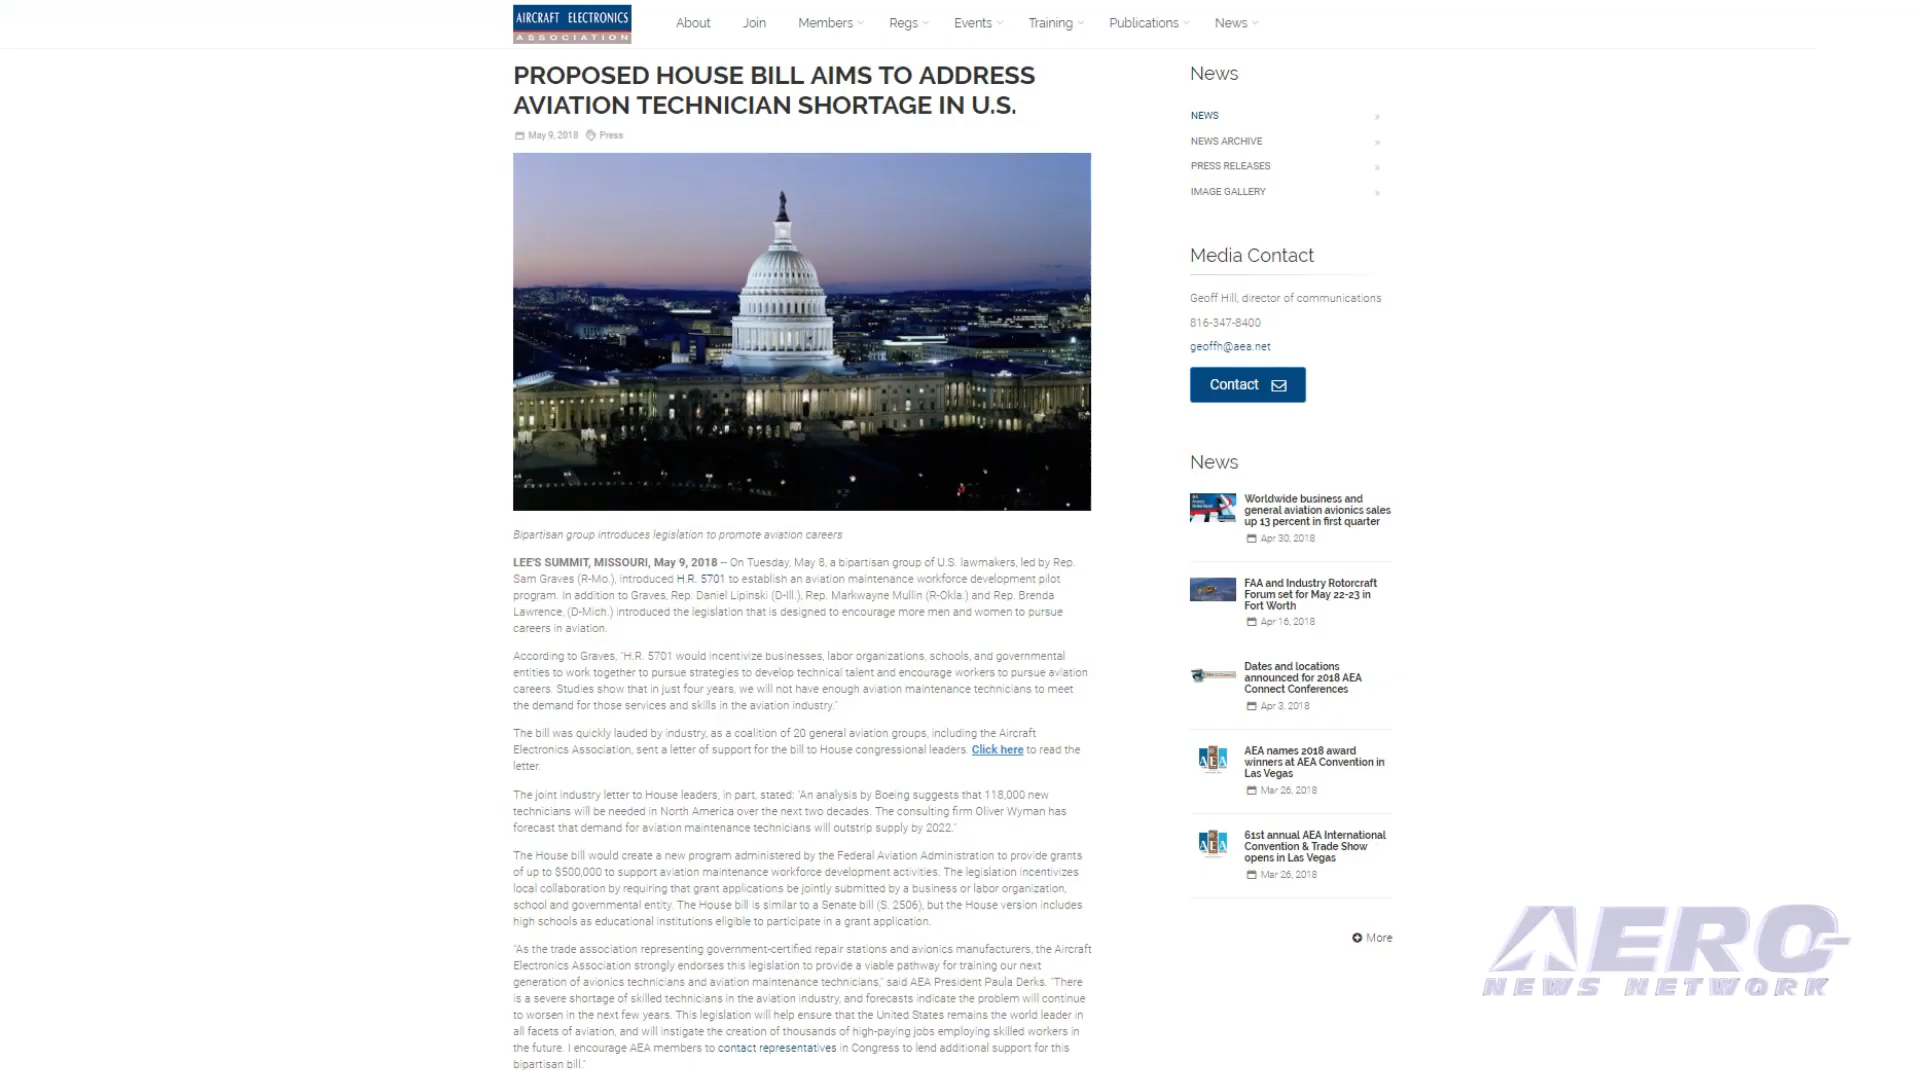 AIRCRAFT ELECTRONICS
ASSOCIATION
About
Join
Members
Regs
Events
Training
Publications
News
PROPOSED HOUSE BILL AIMS TO ADDRESS
AVIATION TECHNICIAN SHORTAGE IN U.S.
May 9, 2018 Press
Bipartisan group introduces legislation to promote aviation careers
LEE'S SUMMIT, MISSOURI, May 9, 2018 -- On Tuesday, May 8, a bipartisan group of U.S. lawmakers, led by Rep.
Sam Graves (R-Mo.), introduced H.R. 5701 to establish an aviation maintenance workforce development pilot
program. In addition to Graves, Rep. Daniel Lipinski (D-Ill.), Rep. Markwayne Mullin (R-Okla.) and Rep. Brenda
Lawrence, (D-Mich.) introduced the legislation that is designed to encourage more men and women to pursue
careers in aviation.
According to Graves, "H.R. 5701 would incentivize businesses, labor organizations, schools, and governmental
entities to work together to pursue strategies to develop technical talent and encourage workers to pursue aviation
careers. Studies show that in just four years, we will not have enough aviation maintenance technicians to meet
the demand for those services and skills in the aviation industry."
The bill was quickly lauded by industry, as a coalition of 20 general aviation groups, including the Aircraft
Electronics Association, sent a letter of support for the bill to House congressional leaders. Click here to read the
letter.
The joint industry letter to House leaders, in part, stated: "An analysis by Boeing suggests that 118,000 new
technicians will be needed in North America over the next two decades. The consulting firm Oliver Wyman has
forecast that demand for aviation maintenance technicians will outstrip supply by 2022."
The House bill would create a new program administered by the Federal Aviation Administration to provide grants
of up to $500,000 to support aviation maintenance workforce development activities. The legislation incentivizes
local collaboration by requiring that grant applications be jointly submitted by a business or labor organization,
school and governmental entity. The House bill is similar to a Senate bill (S. 2506), but the House version includes
high schools as educational institutions eligible to participate in a grant application.
"As the trade association representing government-certified repair stations and avionics manufacturers, the Aircraft
Electronics Association strongly endorses this legislation to provide a viable pathway for training our next
generation of avionics technicians and aviation maintenance technicians," said AEA President Paula Derks. "There
is a severe shortage of skilled technicians in the aviation industry, and forecasts indicate the problem will continue
to worsen in the next few years. This legislation will help ensure that the United States remains the world leader in
all facets of aviation, and will instigate the creation of thousands of high-paying jobs employing skilled workers in
the future. I encourage AEA members to contact representatives in Congress to lend additional support for this
bipartisan bill."
News
NEWS »
NEWS ARCHIVE »
PRESS RELEASES »
IMAGE GALLERY »
Media Contact
Geoff Hill, director of communications
816-347-8400
geoffh@aea.net
Contact
News
Worldwide business and
general aviation avionics sales
up 13 percent in first quarter
Apr 30, 2018
FAA and Industry Rotorcraft
Forum set for May 22-23 in
Fort Worth
Apr 16, 2018
Dates and locations
announced for 2018 AEA
Connect Conferences
Apr 3, 2018
AEA
AEA names 2018 award
winners at AEA Convention in
Las Vegas
Mar 26, 2018
AEA
61st annual AEA International
Convention & Trade Show
opens in Las Vegas
Mar 26, 2018
More
AERO-
NEWS NETWORK